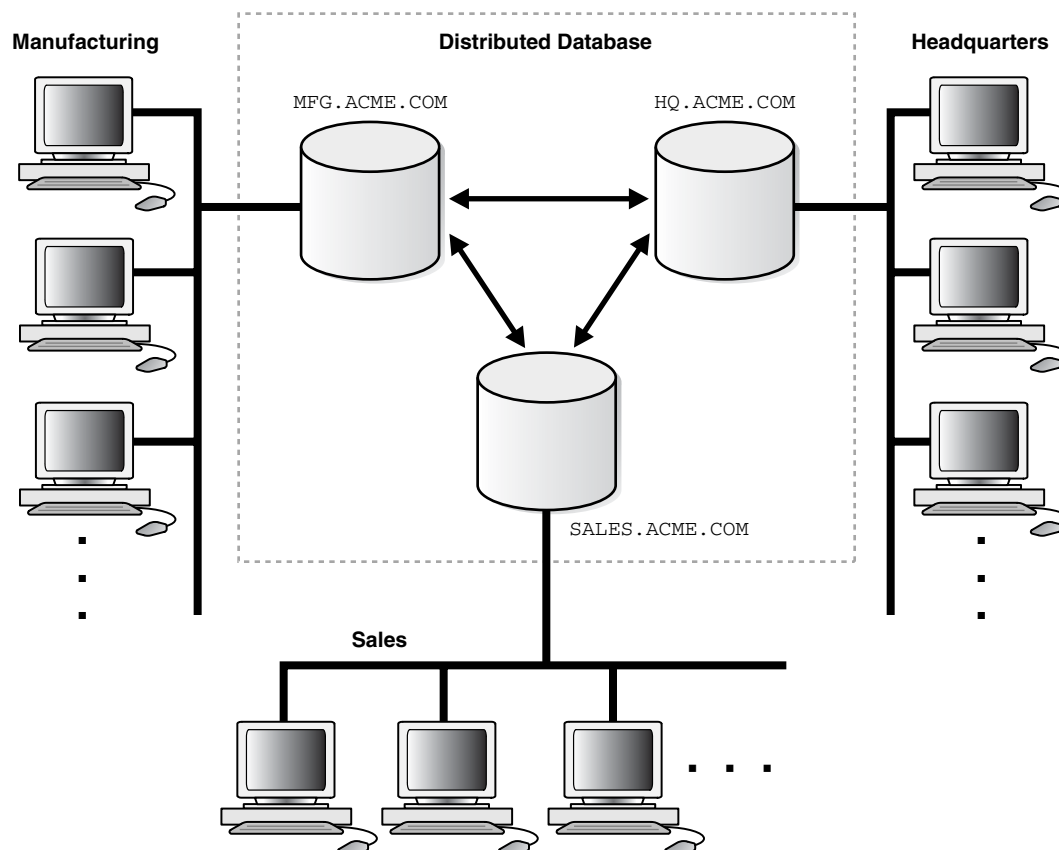 Manufacturing
Distributed Database
Headquarters
MFG.ACME.COM
HQ.ACME.COM
SALES.ACME.COM
Sales